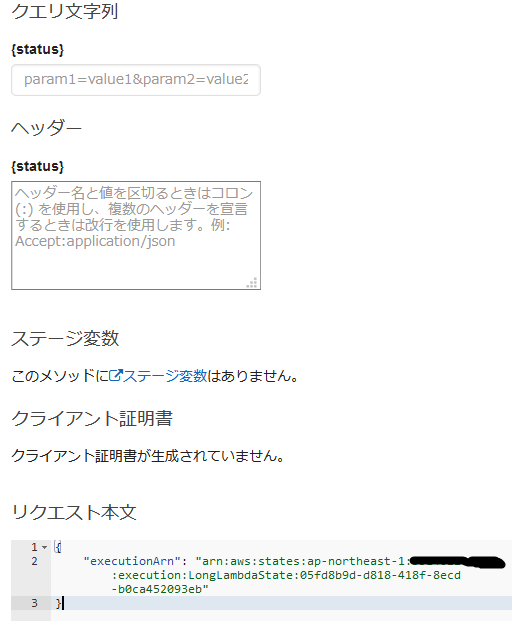 クエリ文字列
{status}
param1=value1&param2=value2
ヘッダー
{status}
ヘッダー名と値を区切るときはコロン
(:) を使用し、複数のヘッダーを宣言
するときは改行を使用します。例:
Accept:application/json
ステージ変数
このメソッドにステージ変数はありません。
クライアント証明書
クライアント証明書が生成されていません。
リクエスト本文
1 {
2 "executionArn": "arn:aws:states:ap-northeast-1:
:execution:LongLambdaState:05fd8b9d-d818-418f-8ecd
-b0ca452093eb"
3 }